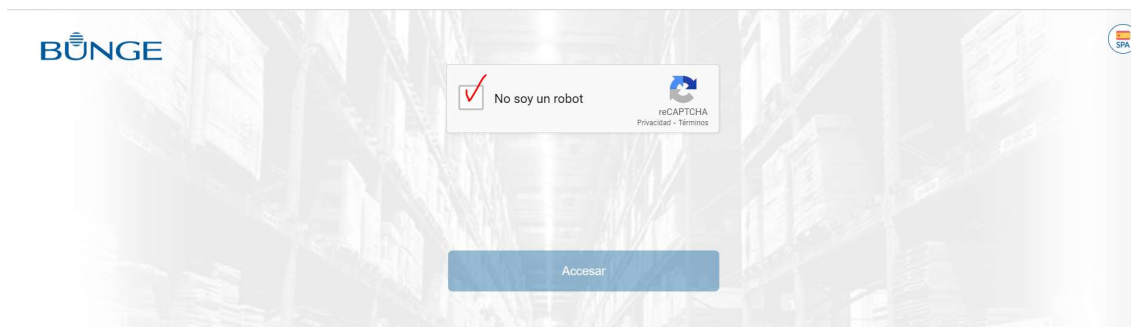 BUNGE
SPA
No soy un robot
reCAPTCHA
Privacidad - Términos
Accesar